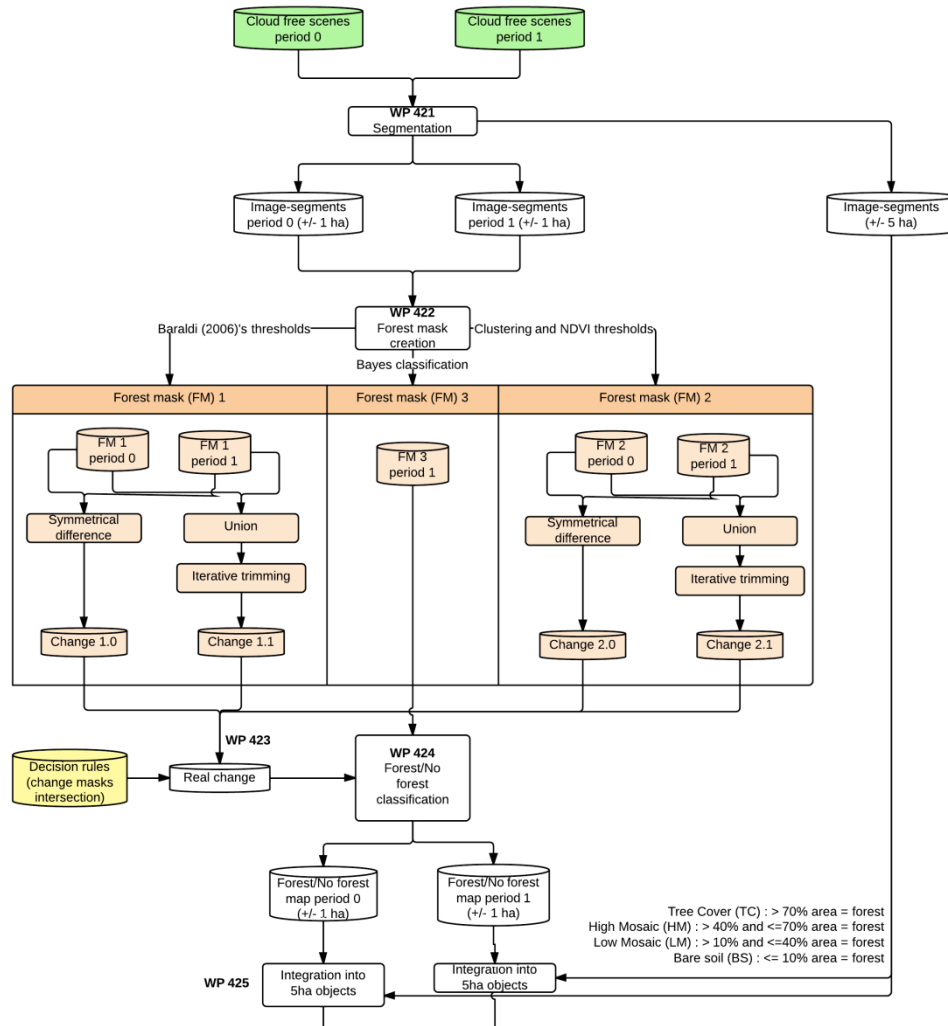 Cloud free scenes
period 0
Cloud free scenes
period 1
WP 421
Segmentation
Image-segments
period 0 (+/- 1 ha)
Image-segments
period 1 (+/- 1 ha)
Image-segments
(+/- 5 ha)
WP 422
Forest mask
creation
Baraldi (2006)'s thresholds
Clustering and NDVI thresholds
Bayes classification
Forest mask (FM) 1
Forest mask (FM) 3
Forest mask (FM) 2
FM 1
period 0
FM 1
period 1
FM 3
period 1
FM 2
period 0
FM 2
period 1
Symmetrical
difference
Union
Symmetrical
difference
Union
Iterative trimming
Iterative trimming
Change 1.0
Change 1.1
Change 2.0
Change 2.1
WP 423
Decision rules
(change masks
intersection)
Real change
WP 424
Forest/No
forest
classification
Forest/No forest
map period 0
(+/- 1 ha)
Forest/No forest
map period 1
(+/- 1 ha)
Tree Cover (TC) : > 70% area = forest
High Mosaic (HM) : > 40% and <=70% area = forest
Low Mosaic (LM) : > 10% and <=40% area = forest
Bare soil (BS) : <= 10% area = forest
WP 425
Integration into
5ha objects
Integration into
5ha objects